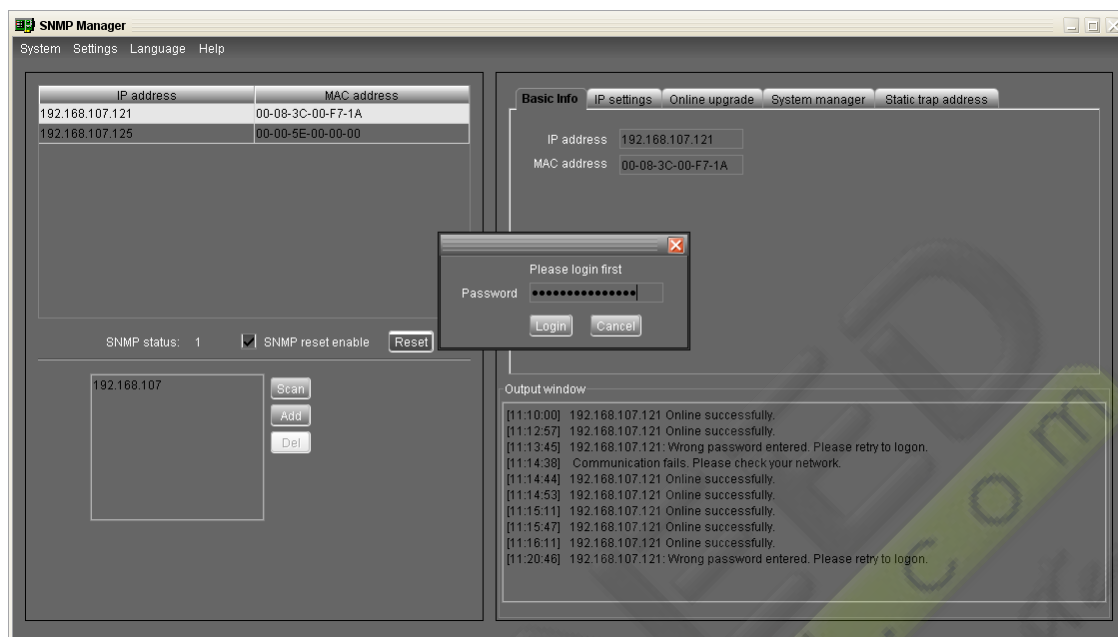 SNMP Manager
System Settings Language Help
IP address MAC address
192.168.107.121 00-08-3C-00-F7-1A
192.168.107.125 00-00-5E-00-00-00
SNMP status: 1 SNMP reset enable Reset
192.168.107
Scan
Add
Del
Basic Info IP settings Online upgrade System manager Static trap address
IP address 192.168.107.121
MAC address 00-08-3C-00-F7-1A
Please login first
Password •••••••••••••••
Login Cancel
Output window
[11:10:00] 192.168.107.121 Online successfully.
[11:12:57] 192.168.107.121 Online successfully.
[11:13:45] 192.168.107.121: Wrong password entered. Please retry to logon.
[11:14:38] Communication fails. Please check your network.
[11:14:44] 192.168.107.121 Online successfully.
[11:14:53] 192.168.107.121 Online successfully.
[11:15:11] 192.168.107.121 Online successfully.
[11:15:47] 192.168.107.121 Online successfully.
[11:16:11] 192.168.107.121 Online successfully.
[11:20:46] 192.168.107.121: Wrong password entered. Please retry to logon.